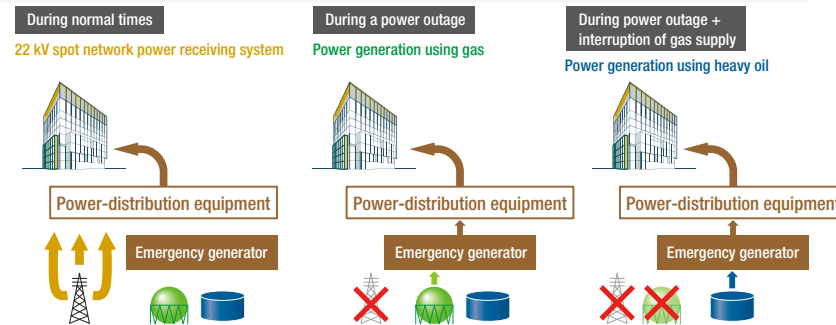 During normal times
22 kV spot network power receiving system
Power-distribution equipment
Emergency generator
During a power outage
Power generation using gas
Power-distribution equipment
Emergency generator
During power outage +
interruption of gas supply
Power generation using heavy oil
Power-distribution equipment
Emergency generator